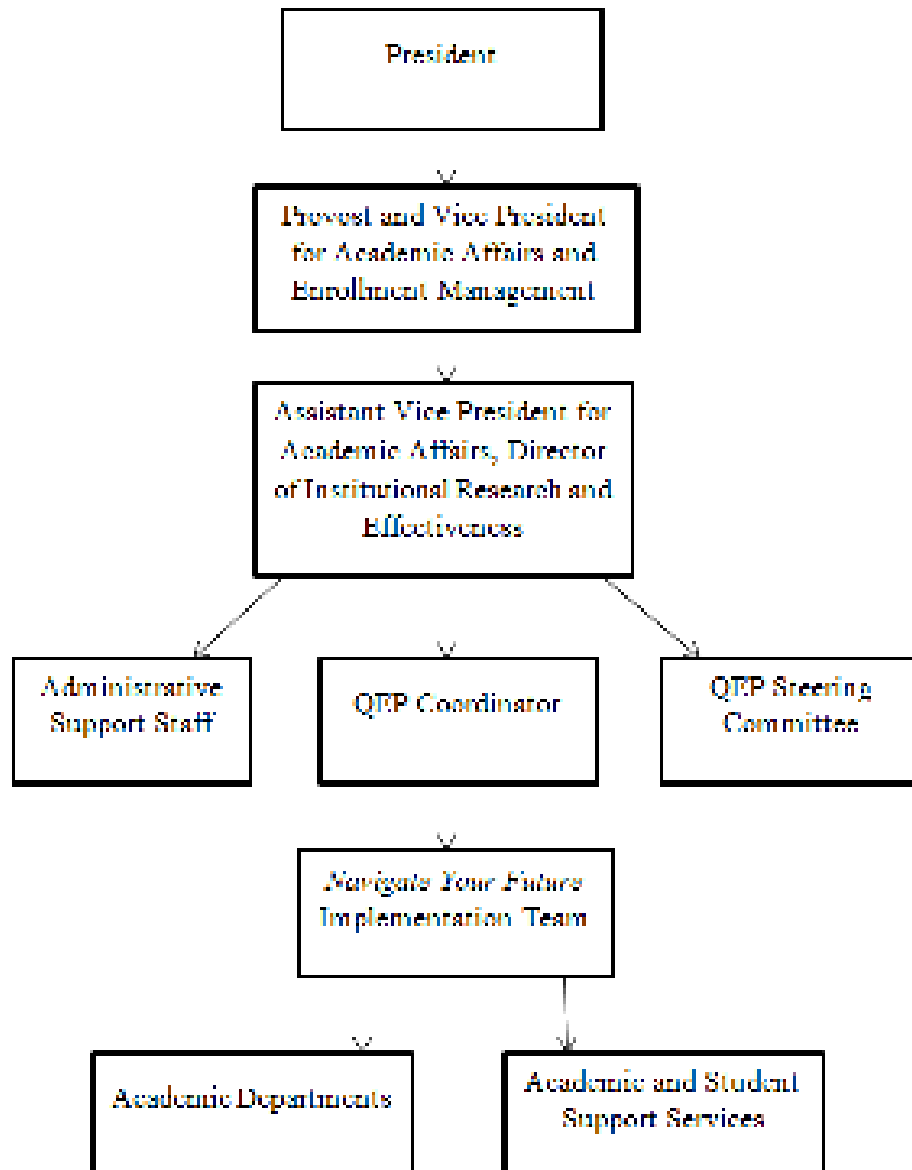 President
Provost and Vice President
for Academic Affairs and
Enrollment Management
Assistant Vice President for
Academic Affairs, Director
of Institutional Research and
Effectiveness
Administrative
Support Staff
QEP Coordinator
QEP Steering
Committee
Navigate Your Future
Implementation Team
Academic Departments
Academic and Student
Support Services